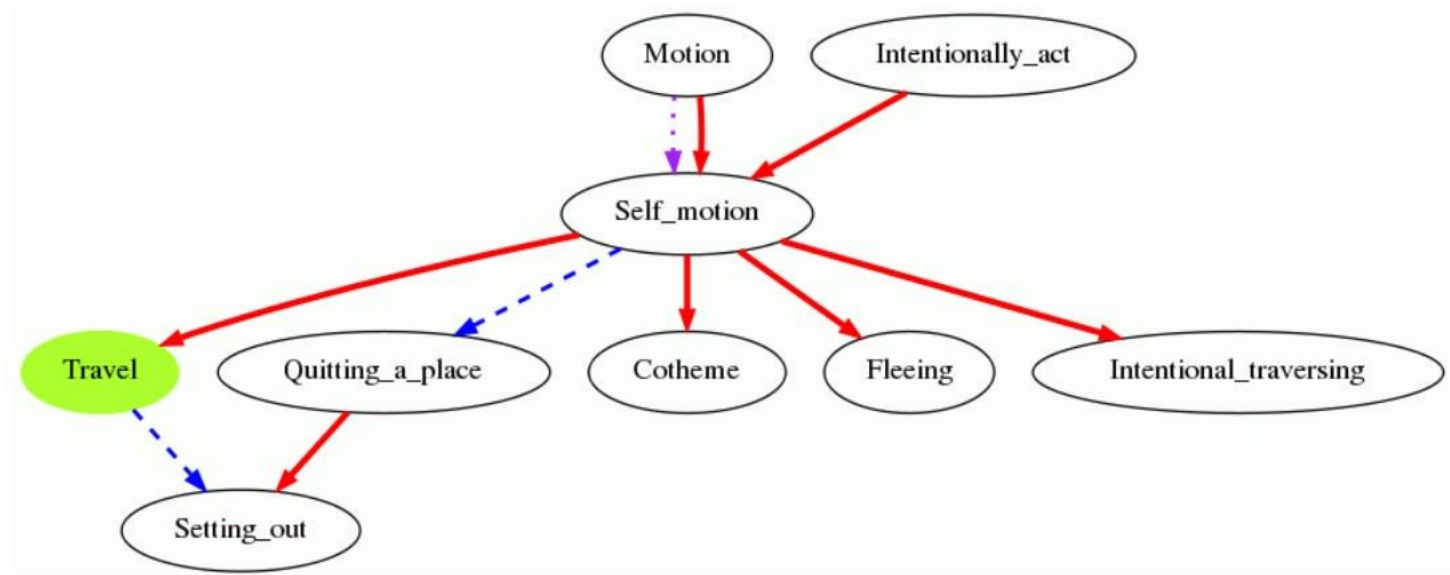 Motion
Intentionally_act
Self_motion
Travel
Quitting_a_place
Cotheme
Fleeing
Intentional_traversing
Setting_out